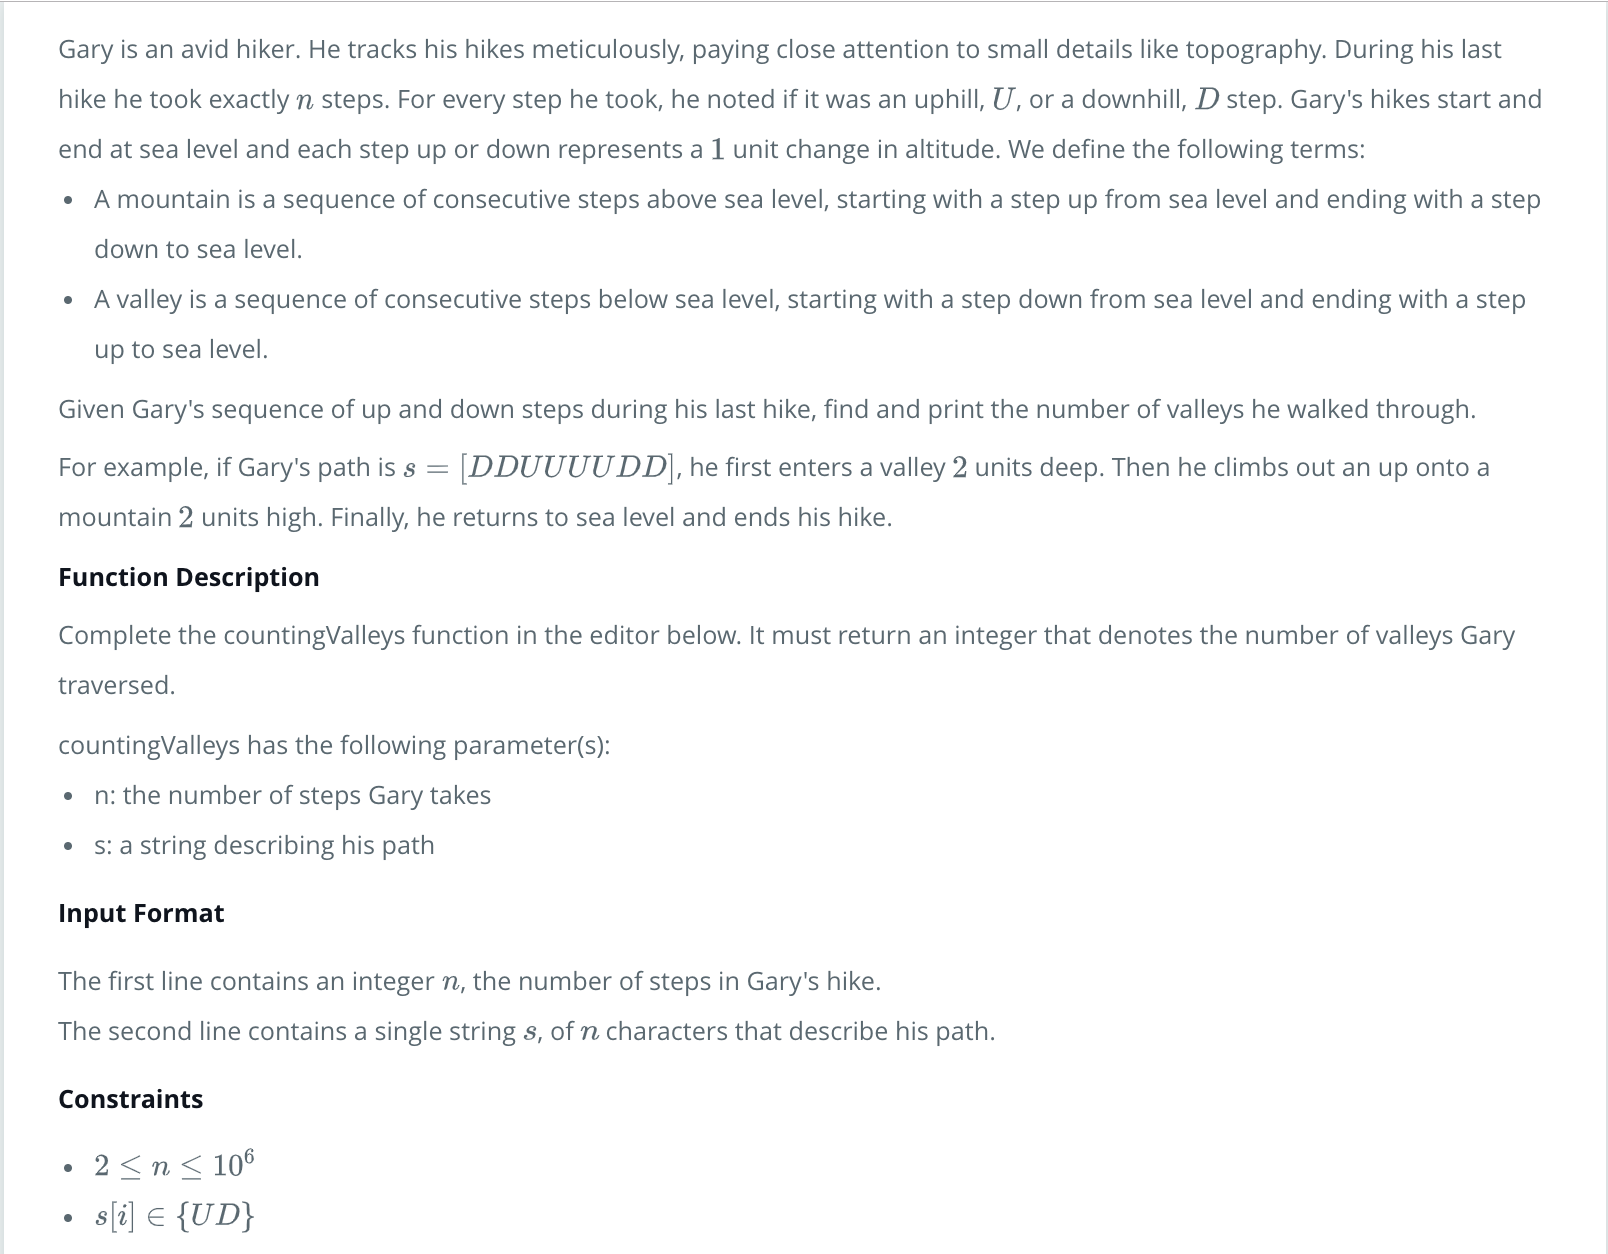 Gary is an avid hiker. He tracks his hikes meticulously, paying close attention to small details like topography. During his last
hike he took exactly n steps. For every step he took, he noted if it was an uphill, U, or a downhill, D step. Gary's hikes start and
end at sea level and each step up or down represents a 1 unit change in altitude. We define the following terms:
• A mountain is a sequence of consecutive steps above sea level, starting with a step up from sea level and ending with a step
down to sea level.
• A valley is a sequence of consecutive steps below sea level, starting with a step down from sea level and ending with a step
up to sea level.
Given Gary's sequence of up and down steps during his last hike, find and print the number of valleys he walked through.
For example, if Gary's path is s = [DDUUUUDD], he first enters a valley 2 units deep. Then he climbs out an up onto a
mountain 2 units high. Finally, he returns to sea level and ends his hike.
Function Description
Complete the countingValleys function in the editor below. It must return an integer that denotes the number of valleys Gary
traversed.
countingValleys has the following parameter(s):
• n: the number of steps Gary takes
• s: a string describing his path
Input Format
The first line contains an integer n, the number of steps in Gary's hike.
The second line contains a single string s, of n characters that describe his path.
Constraints
• 2 ≤ n ≤ 10⁶
• s[i] ∈ {UD}